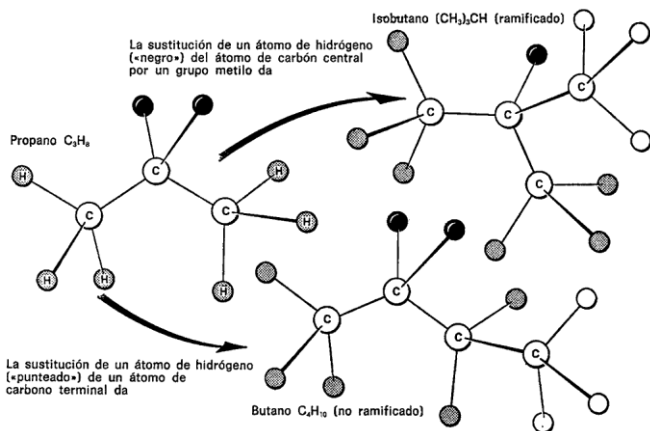 Isobutano (CH₃)₃CH (ramificado)
La sustitución de un átomo de hidrógeno
(«negro») del átomo de carbón central
por un grupo metilo da
Propano C₃H₈
C
C
C
H
H
H
H
H
H
C
C
C
C
C
C
C
C
La sustitución de un átomo de hidrógeno
(«punteado») de un átomo de
carbono terminal da
Butano C₄H₁₀ (no ramificado)